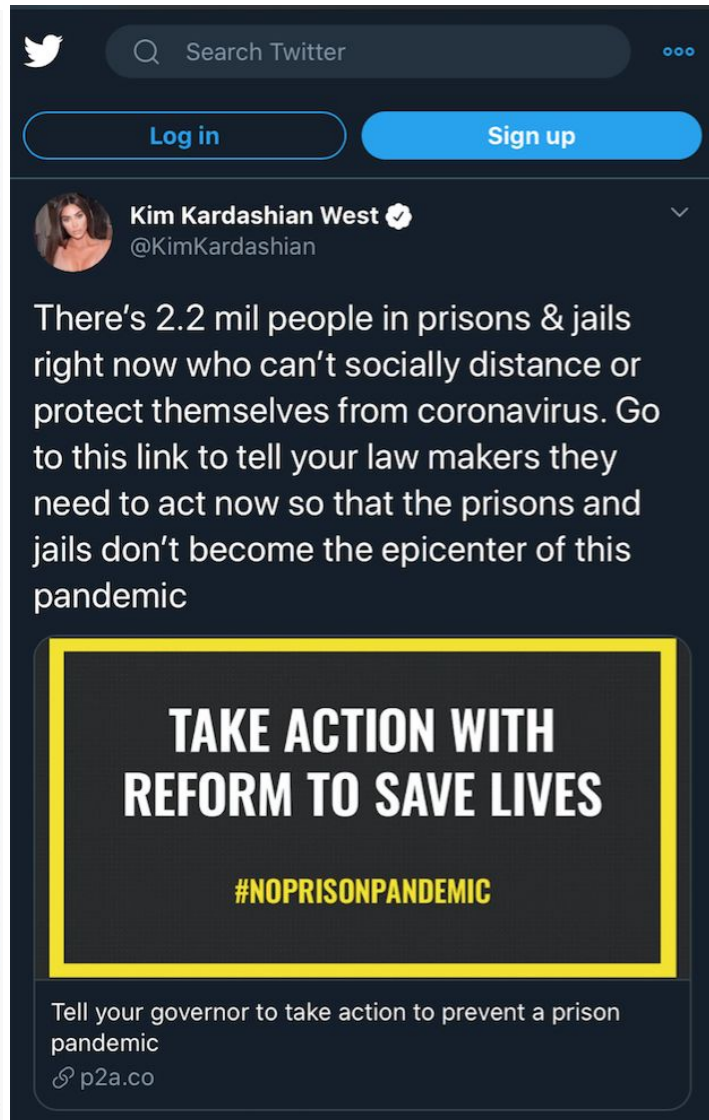 Search Twitter
Log in
Sign up
Kim Kardashian West
@KimKardashian
There’s 2.2 mil people in prisons & jails
right now who can’t socially distance or
protect themselves from coronavirus. Go
to this link to tell your law makers they
need to act now so that the prisons and
jails don’t become the epicenter of this
pandemic
TAKE ACTION WITH
REFORM TO SAVE LIVES
#NOPRISONPANDEMIC
Tell your governor to take action to prevent a prison
pandemic
p2a.co